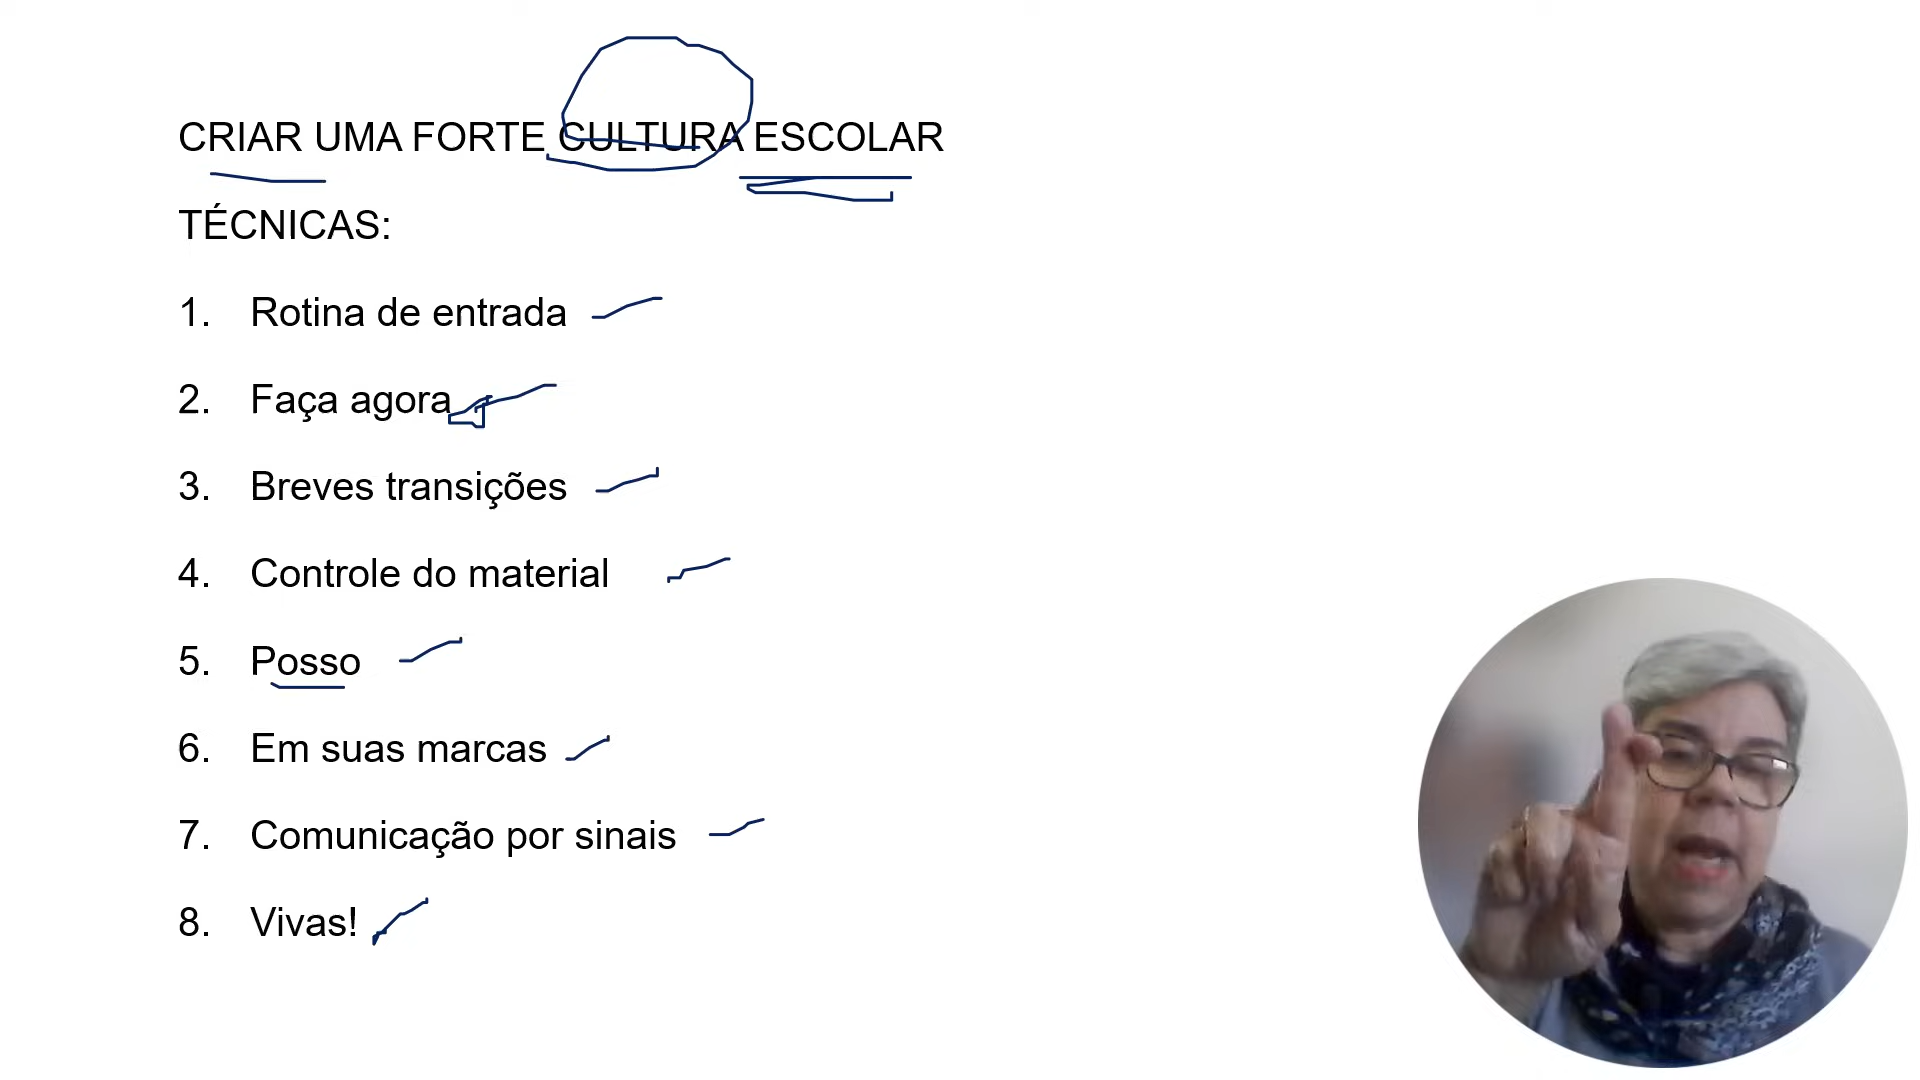 CRIAR UMA FORTE CULTURA ESCOLAR
TÉCNICAS:
1. Rotina de entrada
2. Faça agora
3. Breves transições
4. Controle do material
5. Posso
6. Em suas marcas
7. Comunicação por sinais
8. Vivas!